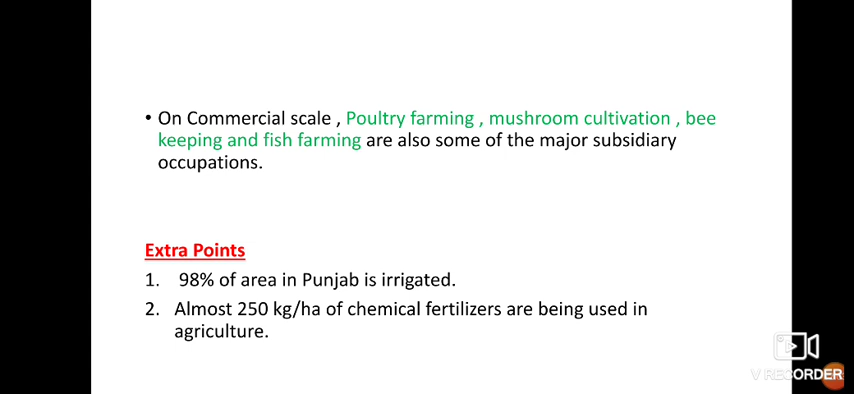 • On Commercial scale , Poultry farming , mushroom cultivation , bee
keeping and fish farming are also some of the major subsidiary
occupations.
Extra Points
1. 98% of area in Punjab is irrigated.
2. Almost 250 kg/ha of chemical fertilizers are being used in
agriculture.
V RECORDER